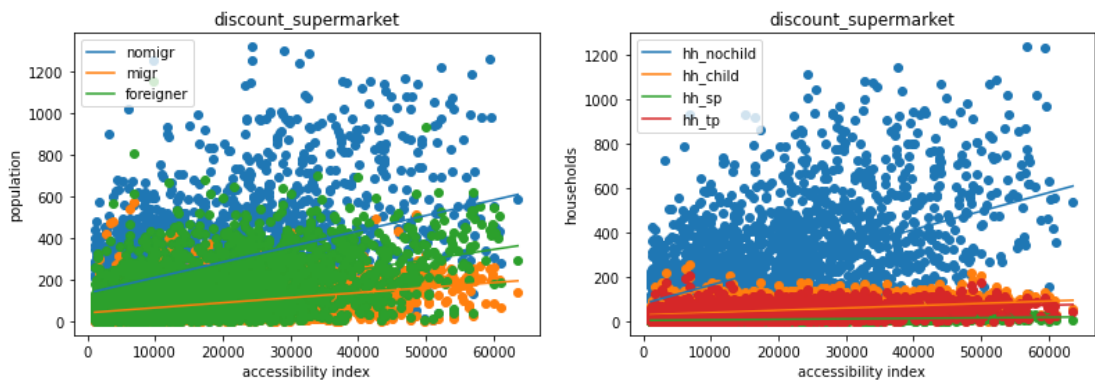 discount_supermarket
nomigr
migr
foreigner
1200
1000
800
600
400
200
0
population
0 10000 20000 30000 40000 50000 60000
accessibility index
discount_supermarket
hh_nochild
hh_child
hh_sp
hh_tp
1200
1000
800
600
400
200
0
households
0 10000 20000 30000 40000 50000 60000
accessibility index